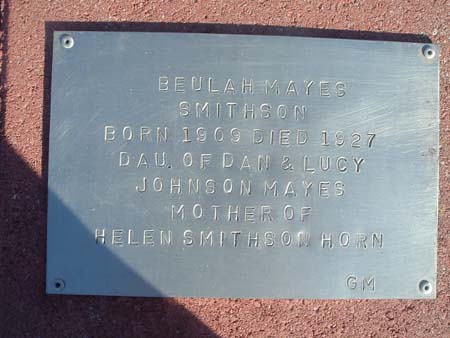 BEULAH MAYES
SMITHSON
BORN 1909 DIED 1927
DAU. OF DAN & LUCY
JOHNSON MAYES
MOTHER OF
HELEN SMITHSON HORN
GM